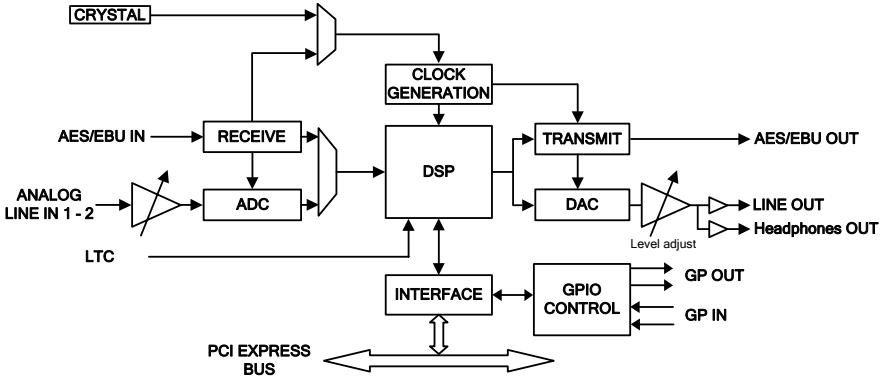 CRYSTAL
CLOCK
GENERATION
AES/EBU IN
RECEIVE
TRANSMIT
AES/EBU OUT
DSP
ANALOG
LINE IN 1 - 2
ADC
DAC
LINE OUT
Headphones OUT
Level adjust
LTC
INTERFACE
GPIO
CONTROL
GP OUT
GP IN
PCI EXPRESS
BUS